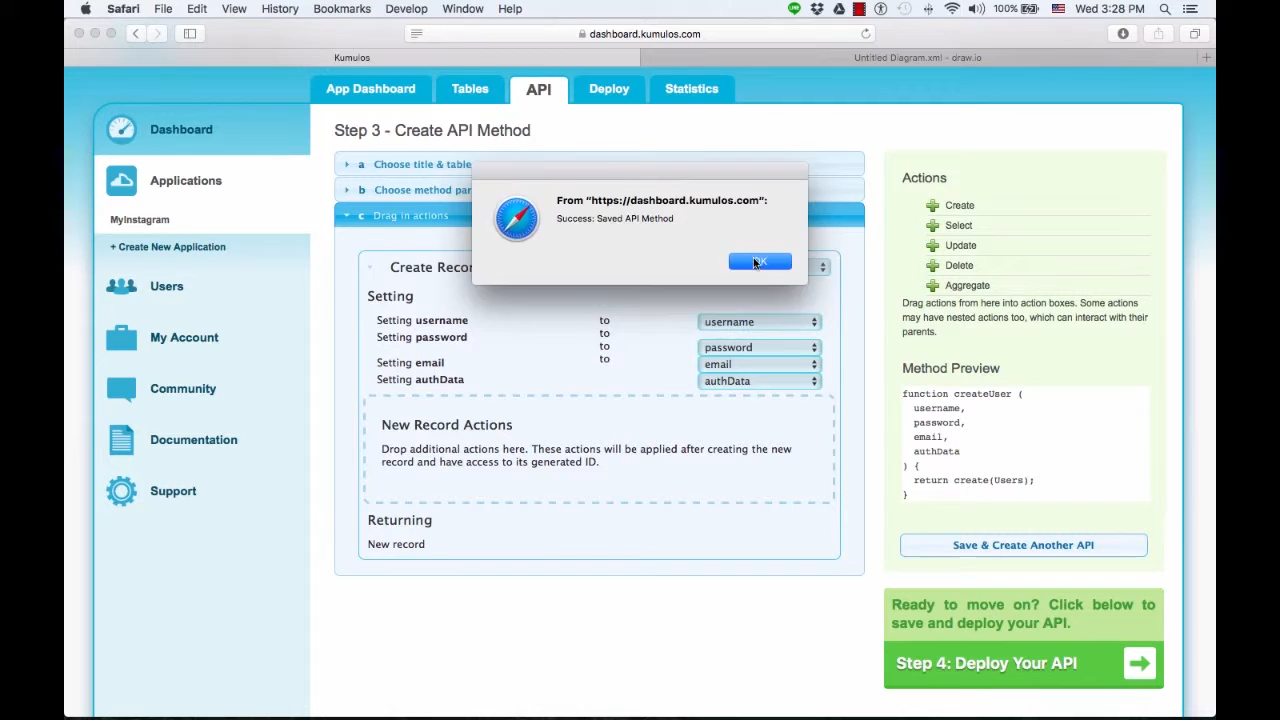 Safari File Edit View History Bookmarks Develop Window Help 100% Wed 3:28 PM
dashboard.kumulos.com
Kumulos Untitled Diagram.xml - draw.io
App Dashboard Tables API Deploy Statistics
Dashboard
Applications
MyInstagram
+ Create New Application
Users
My Account
Community
Documentation
Support
Step 3 - Create API Method
a Choose title & table
b Choose method par
c Drag in actions
From “https://dashboard.kumulos.com”:
Success: Saved API Method
OK
Create Recor
Setting
Setting username to username
Setting password to password
Setting email to email
Setting authData to authData
New Record Actions
Drop additional actions here. These actions will be applied after creating the new
record and have access to its generated ID.
Returning
New record
Actions
Create
Select
Update
Delete
Aggregate
Drag actions from here into action boxes. Some actions
may have nested actions too, which can interact with their
parents.
Method Preview
function createUser (
username,
password,
email,
authData
) {
return create(Users);
}
Save & Create Another API
Ready to move on? Click below to
save and deploy your API.
Step 4: Deploy Your API